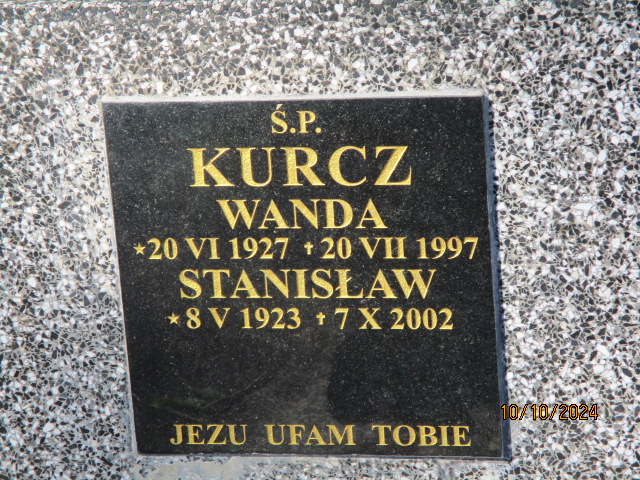 Ś.P.
KURCZ
WANDA
★20 VI 1927 ✝ 20 VII 1997
STANISŁAW
★ 8 V 1923 ✝ 7 X 2002
JEZU UFAM TOBIE
10/10/2024